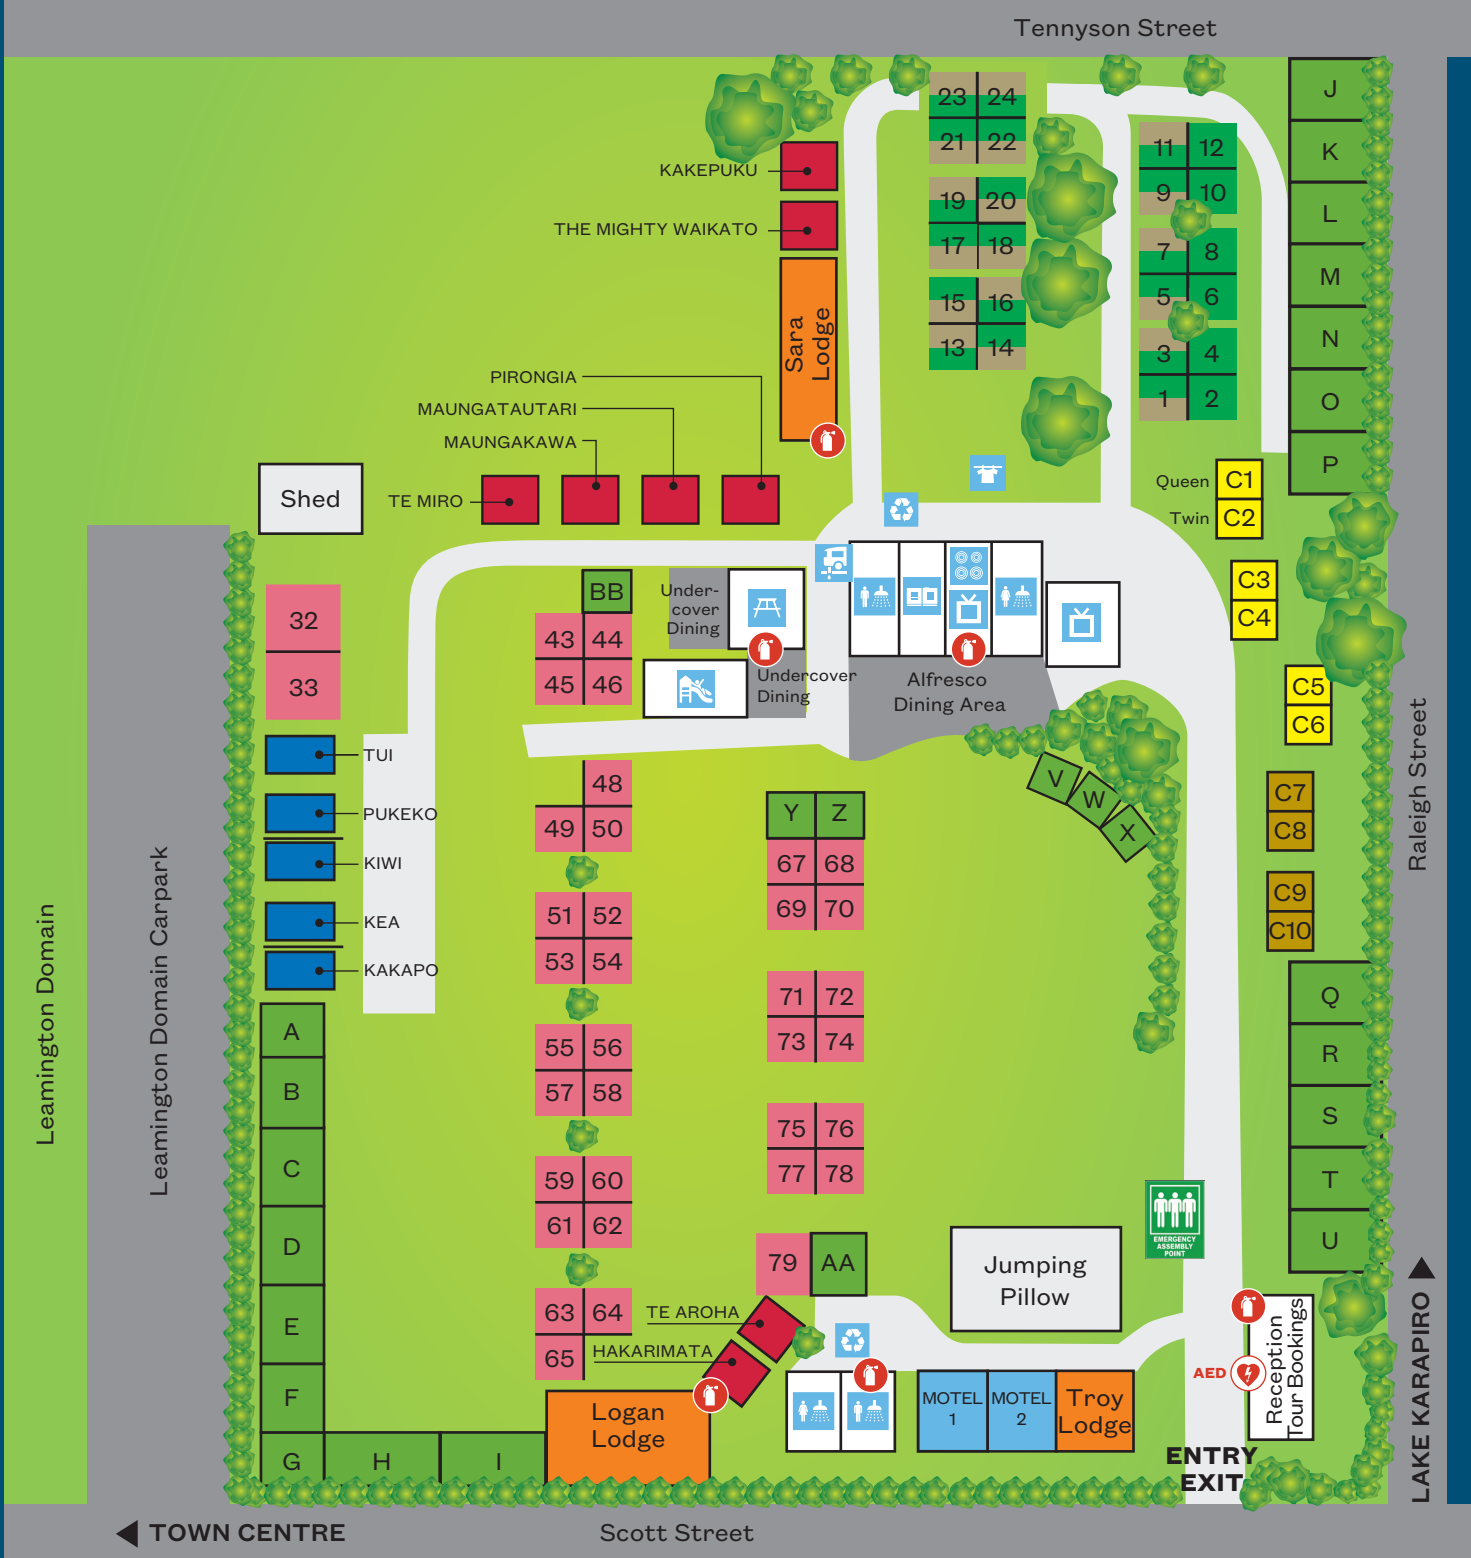 Tennyson Street
23 24
21 22
19 20
17 18
15 16
13 14
11 12
9 10
7 8
5 6
3 4
1 2
J
K
L
M
N
O
P
KAKEPUKU
THE MIGHTY WAIKATO
Sara
Lodge
PIRONGIA
MAUNGATAUTARI
MAUNGAKAWA
TE MIRO
Shed
Queen C1
Twin C2
C3
C4
C5
C6
C7
C8
C9
C10
32
33
BB
43 44
45 46
Under-
cover
Dining
Undercover
Dining
Alfresco
Dining Area
TUI
PUKEKO
KIWI
KEA
KAKAPO
48
49 50
51 52
53 54
55 56
57 58
59 60
61 62
63 64
65
Y Z
67 68
69 70
71 72
73 74
75 76
77 78
79 AA
V
W
X
Q
R
S
T
U
A
B
C
D
E
F
G H I
TE AROHA
HAKARIMATA
Logan
Lodge
Jumping
Pillow
EMERGENCY
ASSEMBLY
POINT
MOTEL
1
MOTEL
2
Troy
Lodge
AED
Reception
Tour Bookings
ENTRY
EXIT
Leamington Domain
Leamington Domain Carpark
Raleigh Street
LAKE KARAPIRO
TOWN CENTRE
Scott Street